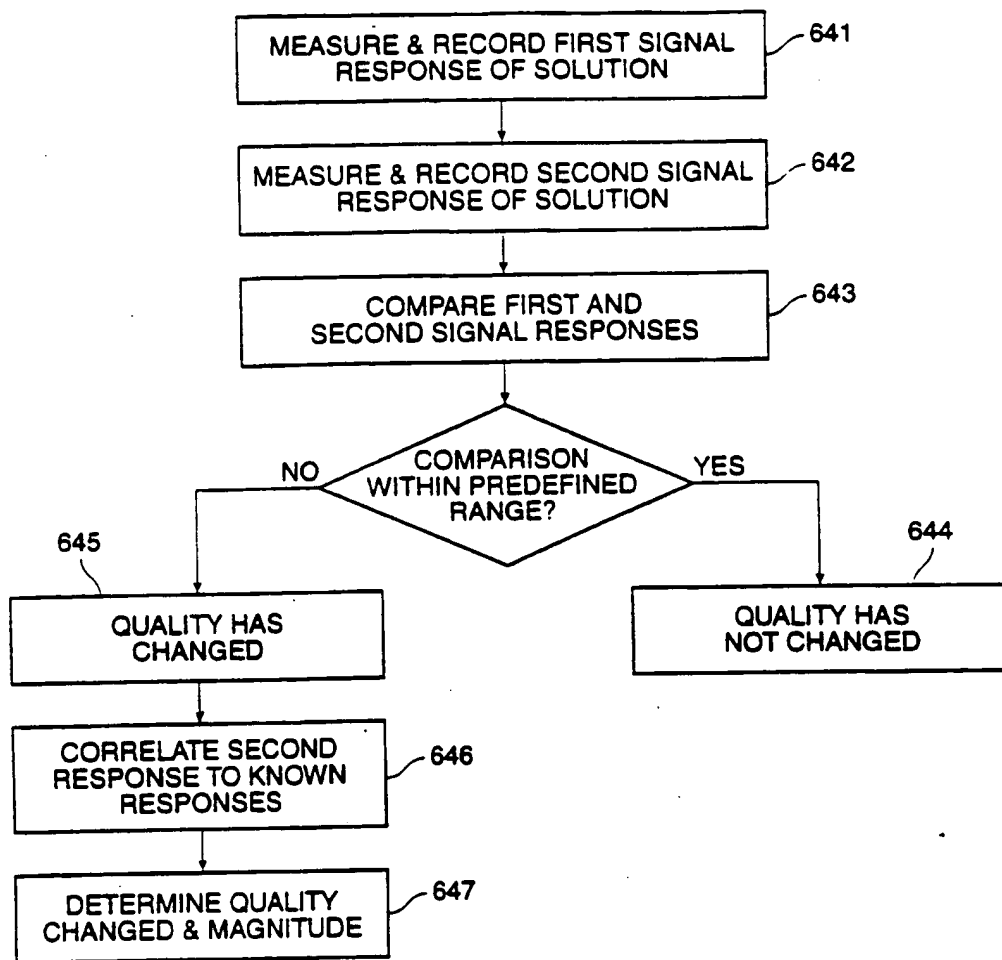 MEASURE & RECORD FIRST SIGNAL
RESPONSE OF SOLUTION
641
MEASURE & RECORD SECOND SIGNAL
RESPONSE OF SOLUTION
642
COMPARE FIRST AND
SECOND SIGNAL RESPONSES
643
COMPARISON
WITHIN PREDEFINED
RANGE?
NO
YES
645
QUALITY HAS
CHANGED
644
QUALITY HAS
NOT CHANGED
CORRELATE SECOND
RESPONSE TO KNOWN
RESPONSES
646
DETERMINE QUALITY
CHANGED & MAGNITUDE
647